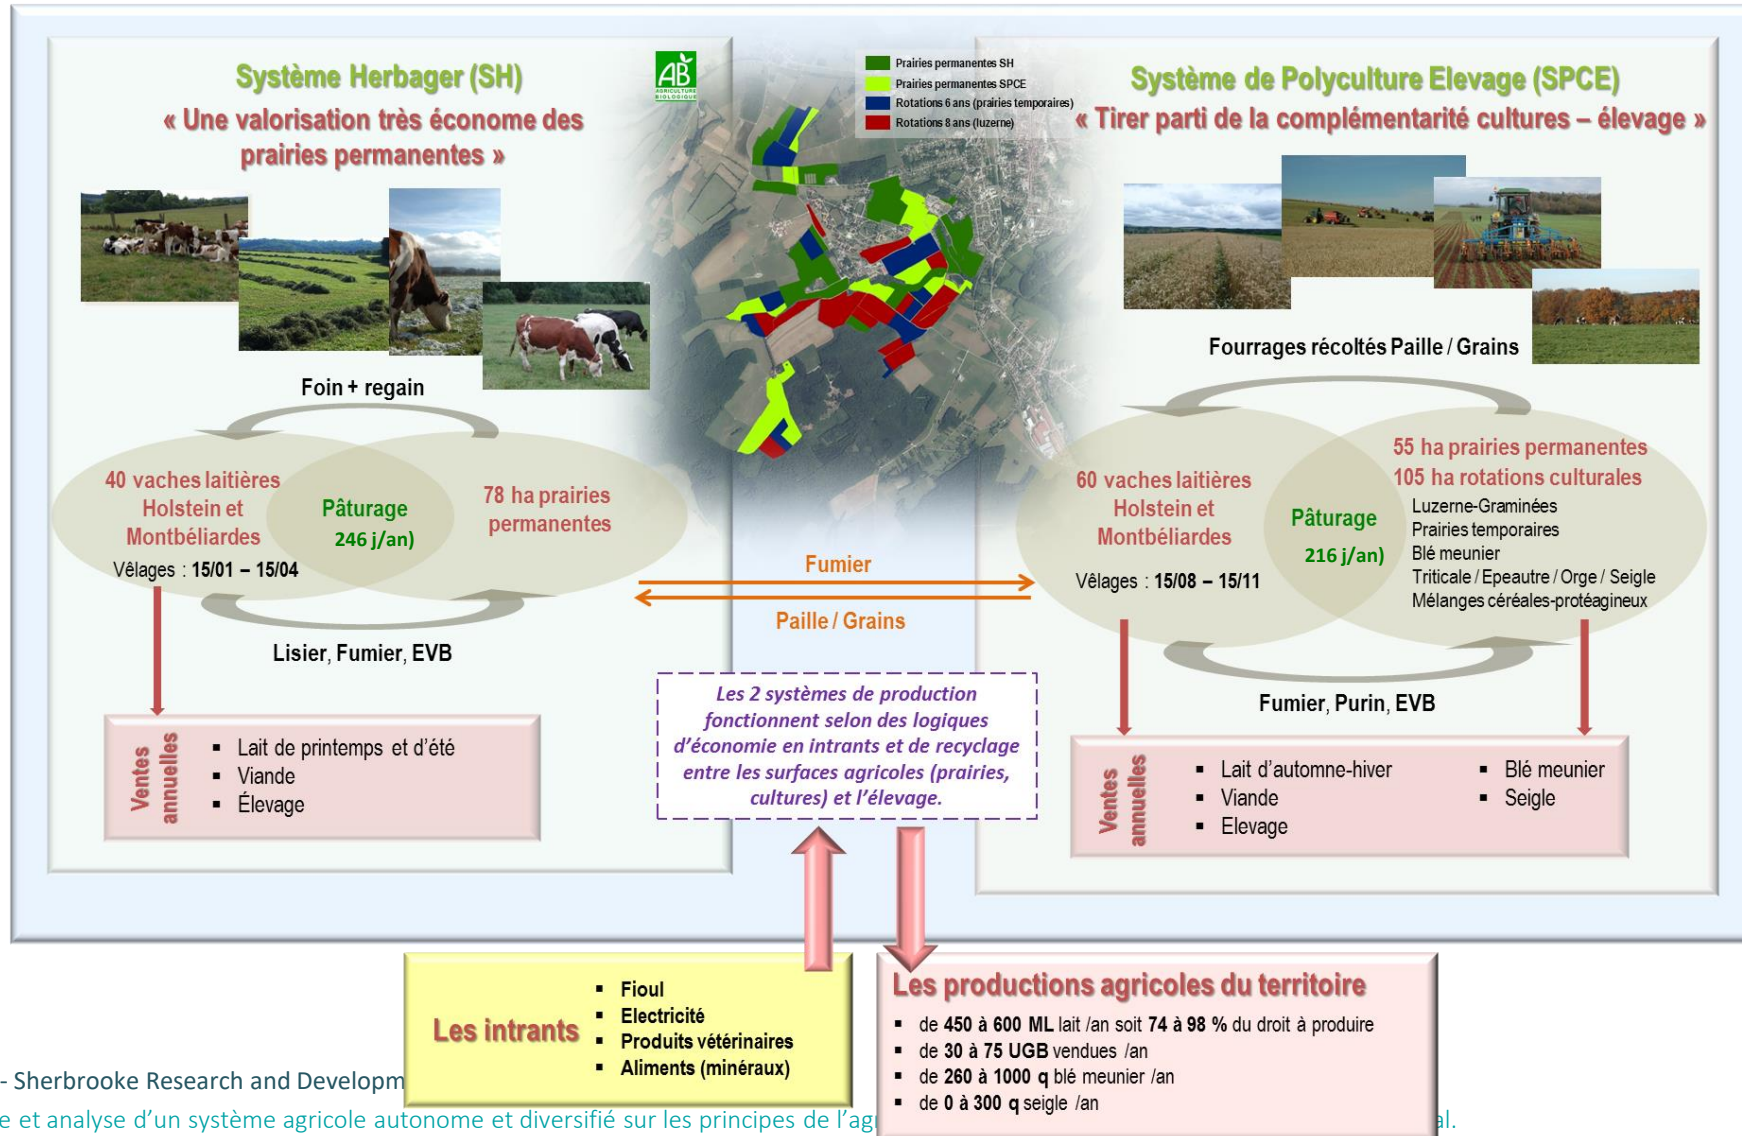 Système Herbager (SH)
« Une valorisation très économe des
prairies permanentes »
AB
AGRICULTURE
BIOLOGIQUE
Prairies permanentes SH
Prairies permanentes SPCE
Rotations 6 ans (prairies temporaires)
Rotations 8 ans (luzerne)
Système de Polyculture Elevage (SPCE)
« Tirer parti de la complémentarité cultures – élevage »
Foin + regain
40 vaches laitières
Holstein et
Montbéliardes
Vêlages : 15/01 – 15/04
Pâturage
246 j/an)
78 ha prairies
permanentes
Lisier, Fumier, EVB
Ventes
annuelles
▪ Lait de printemps et d'été
▪ Viande
▪ Élevage
Fumier
Paille / Grains
Les 2 systèmes de production
fonctionnent selon des logiques
d'économie en intrants et de recyclage
entre les surfaces agricoles (prairies,
cultures) et l'élevage.
Fourrages récoltés Paille / Grains
60 vaches laitières
Holstein et
Montbéliardes
Vêlages : 15/08 – 15/11
Pâturage
216 j/an)
55 ha prairies permanentes
105 ha rotations culturales
Luzerne-Graminées
Prairies temporaires
Blé meunier
Triticale / Epeautre / Orge / Seigle
Mélanges céréales-protéagineux
Fumier, Purin, EVB
Ventes
annuelles
▪ Lait d'automne-hiver
▪ Viande
▪ Elevage
▪ Blé meunier
▪ Seigle
Les intrants
▪ Fioul
▪ Electricité
▪ Produits vétérinaires
▪ Aliments (minéraux)
Les productions agricoles du territoire
▪ de 450 à 600 ML lait /an soit 74 à 98 % du droit à produire
▪ de 30 à 75 UGB vendues /an
▪ de 260 à 1000 q blé meunier /an
▪ de 0 à 300 q seigle /an
- Sherbrooke Research and Developm
e et analyse d'un système agricole autonome et diversifié sur les principes de l'ag al.